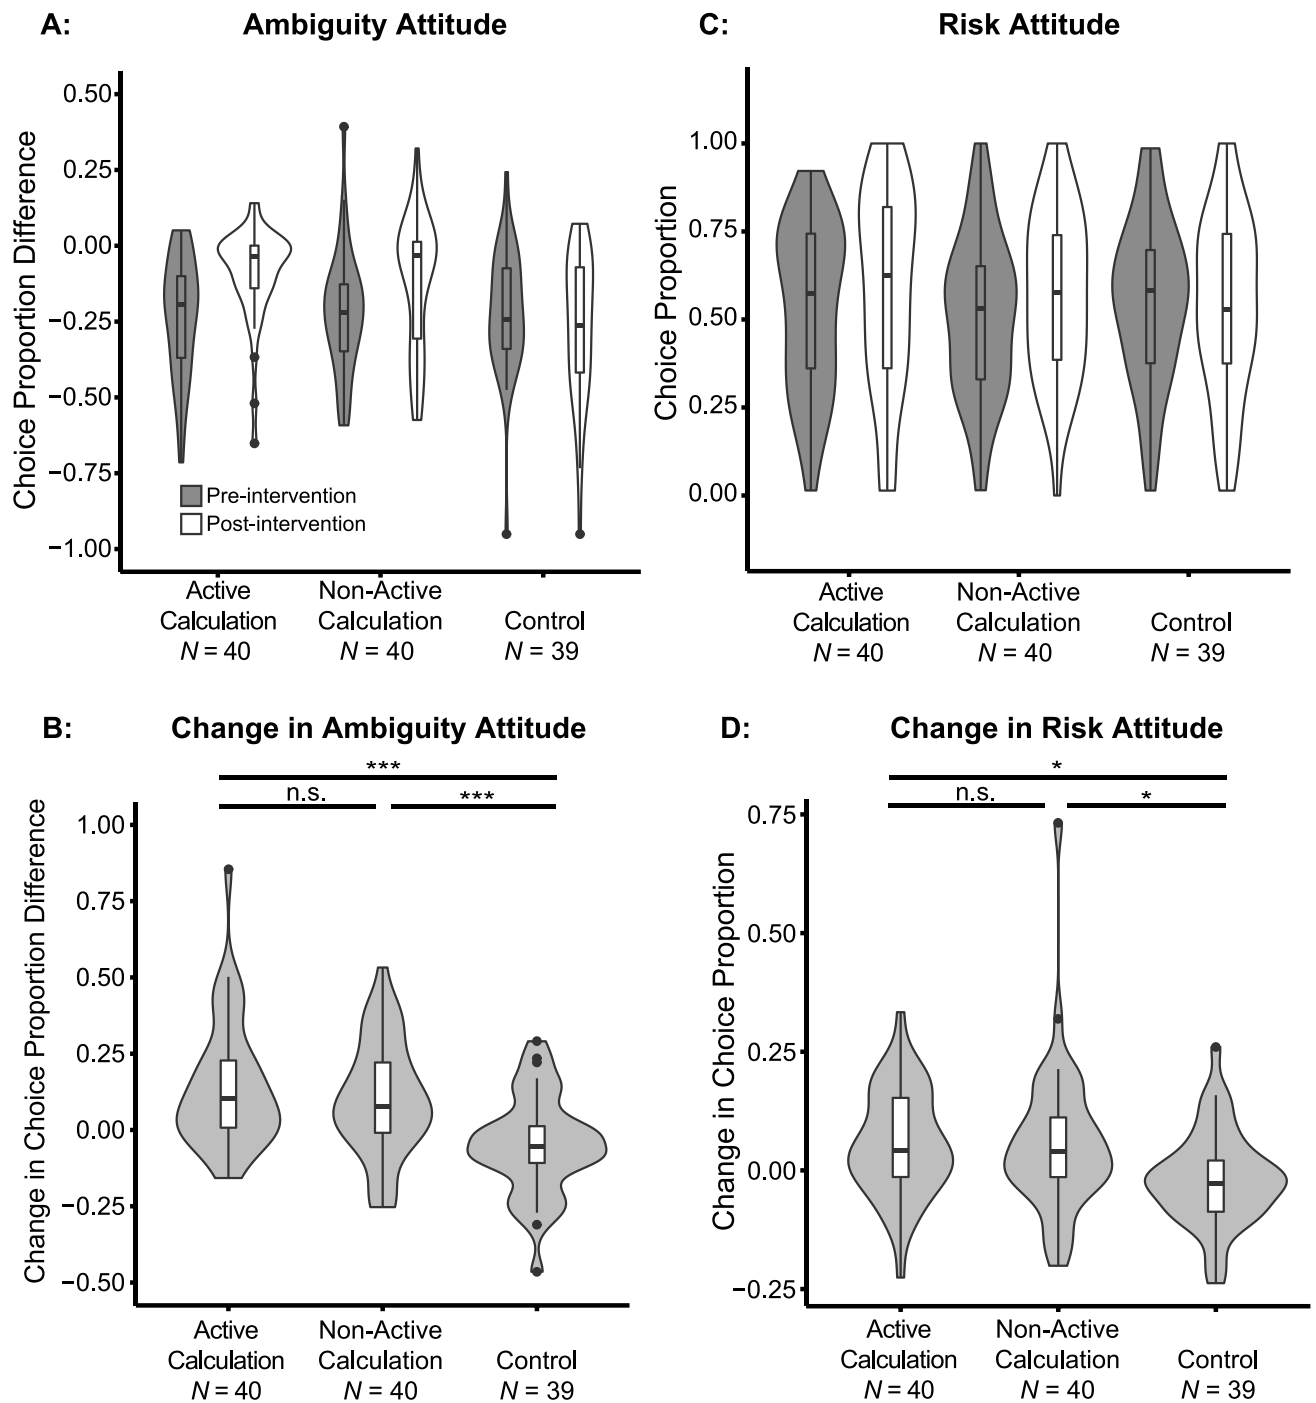 A: Ambiguity Attitude
Choice Proportion Difference
0.50
0.25
0.00
−0.25
−0.50
−0.75
−1.00
Pre-intervention
Post-intervention
Active
Calculation
N = 40
Non-Active
Calculation
N = 40
Control
N = 39
C: Risk Attitude
Choice Proportion
1.00
0.75
0.50
0.25
0.00
Active
Calculation
N = 40
Non-Active
Calculation
N = 40
Control
N = 39
B: Change in Ambiguity Attitude
***
n.s.
***
Change in Choice Proportion Difference
1.00
0.75
0.50
0.25
0.00
−0.25
−0.50
Active
Calculation
N = 40
Non-Active
Calculation
N = 40
Control
N = 39
D: Change in Risk Attitude
*
n.s.
*
Change in Choice Proportion
0.75
0.50
0.25
0.00
−0.25
Active
Calculation
N = 40
Non-Active
Calculation
N = 40
Control
N = 39